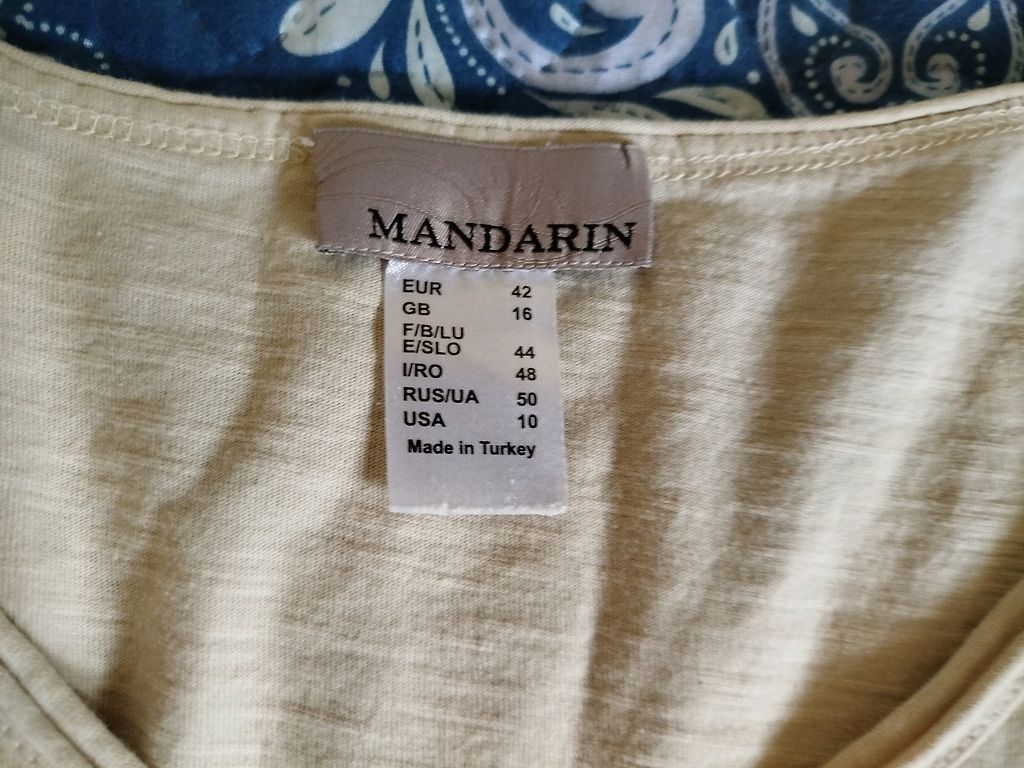 MANDARIN
EUR 42
GB 16
F/B/LU
E/SLO 44
I/RO 48
RUS/UA 50
USA 10
Made in Turkey